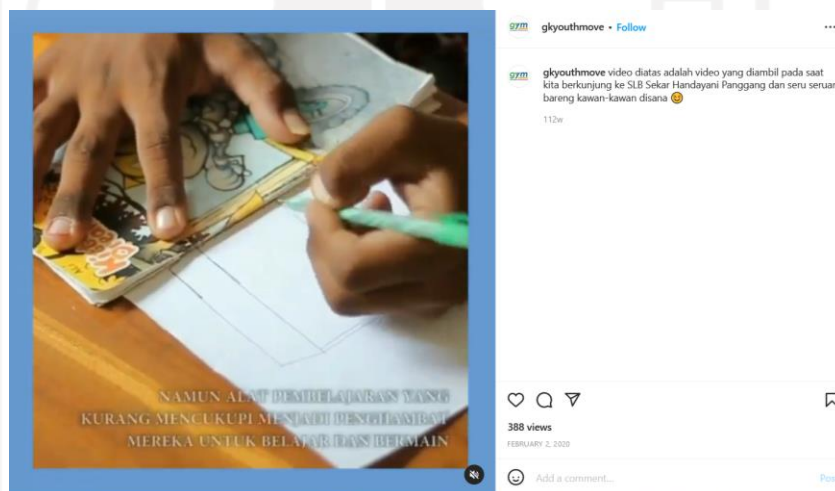 gym
gkyouthmove • Follow
gym
gkyouthmove video diatas adalah video yang diambil pada saat
kita berkunjung ke SLB Sekar Handayani Panggang dan seru seruan
bareng kawan-kawan disana
112w
NAMUN ALAT PEMBELAJARAN YANG
KURANG MENCUKUPI MENJADI PENGHAMBAT
MEREKA UNTUK BELAJAR DAN BERMAIN
388 views
FEBRUARY 2, 2020
Add a comment...